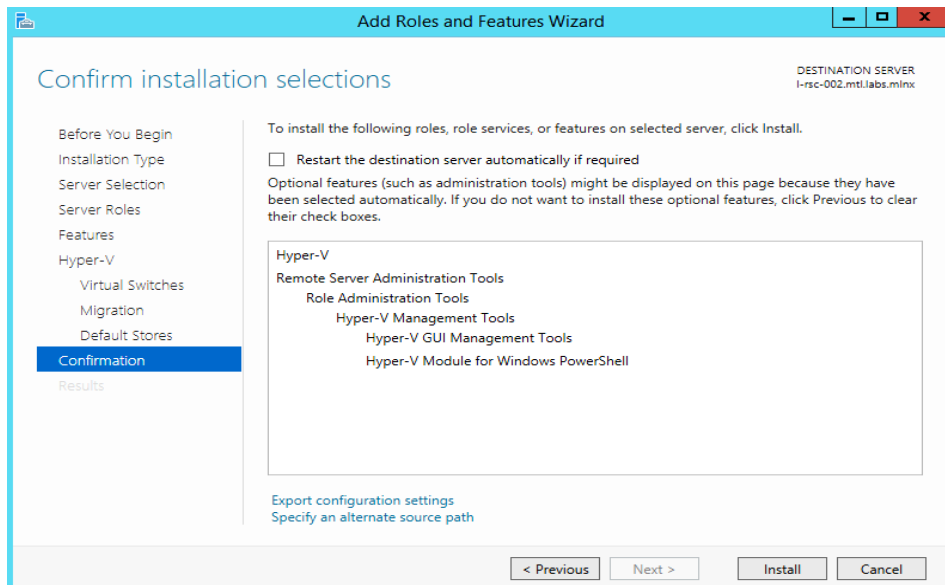 Add Roles and Features Wizard
Confirm installation selections
DESTINATION SERVER
l-rsc-002.mtl.labs.mlnx
Before You Begin
Installation Type
Server Selection
Server Roles
Features
Hyper-V
Virtual Switches
Migration
Default Stores
Confirmation
Results
To install the following roles, role services, or features on selected server, click Install.
Restart the destination server automatically if required
Optional features (such as administration tools) might be displayed on this page because they have
been selected automatically. If you do not want to install these optional features, click Previous to clear
their check boxes.
Hyper-V
Remote Server Administration Tools
Role Administration Tools
Hyper-V Management Tools
Hyper-V GUI Management Tools
Hyper-V Module for Windows PowerShell
Export configuration settings
Specify an alternate source path
< Previous
Next >
Install
Cancel